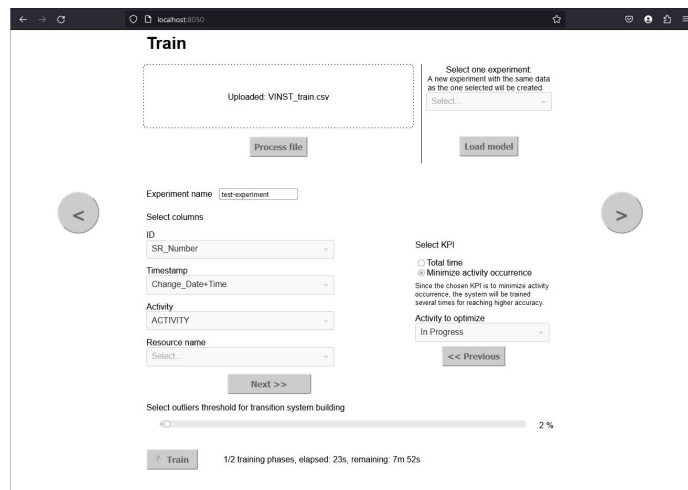 localhost:8050
Train
Uploaded: VINST_train.csv
Process file
Select one experiment:
A new experiment with the same data
as the one selected will be created
Select...
Load model
<
>
Experiment name test-experiment
Select columns
ID
SR_Number
Timestamp
Change_Date+Time
Activity
ACTIVITY
Resource name
Select...
Next >>
Select KPI
Total time
Minimize activity occurrence
Since the chosen KPI is to minimize activity
occurrence, the system will be trained
several times for reaching higher accuracy.
Activity to optimize
In Progress
<< Previous
Select outliers threshold for transition system building
2 %
Train
1/2 training phases, elapsed: 23s, remaining: 7m 52s